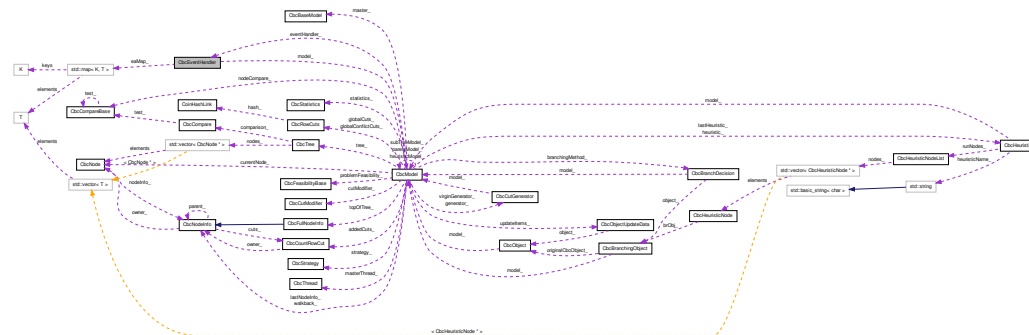 CbcBaseModel
master_
eventHandler_
CbcEventHandler
model_
eaMap_
std::map< K, T >
keys
K
elements
T
nodeCompare_
test_
CbcCompareBase
test_
CoinHashLink
hash_
CbcStatistics
statistics_
CbcRowCuts
globalCuts_
globalConflictCuts_
CbcCompare
comparison_
CbcTree
tree_
nodes_
std::vector< CbcNode * >
elements
elements
CbcNode
< CbcNode * >
currentNode_
std::vector< T >
nodeInfo_
owner_
parent_
CbcNodeInfo
CbcFeasibilityBase
problemFeasibility_
CbcCutModifier
cutModifier_
CbcFullNodeInfo
topOfTree_
cuts_
owner_
CbcCountRowCut
addedCuts_
CbcStrategy
strategy_
CbcThread
masterThread_
lastNodeInfo_
walkback_
subTreeModel_
parentModel_
heuristicModel_
CbcModel
model_
lastHeuristic_
heuristic_
branchingMethod_
model_
CbcBranchDecision
model_
virginGenerator_
generator_
CbcCutGenerator
updateItems_
CbcObjectUpdateData
object_
model_
CbcObject
originalCbcObject_
CbcBranchingObject
model_
object_
brObj_
CbcHeuristicNode
elements
std::vector< CbcHeuristicNode * >
nodes_
CbcHeuristicNodeList
runNodes_
heuristicName_
CbcHeuristic
std::basic_string< char >
std::string
< CbcHeuristicNode * >